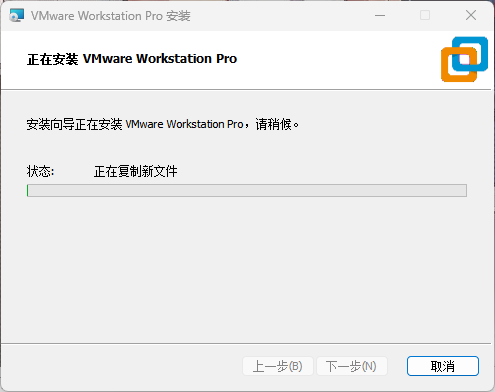 VMware Workstation Pro 安装
正在安装 VMware Workstation Pro
安装向导正在安装 VMware Workstation Pro，请稍候。
状态: 正在复制新文件
上一步(B) 下一步(N) 取消